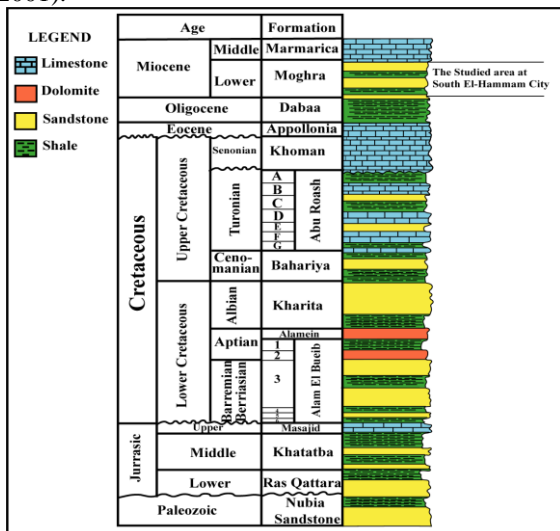 2001).
LEGEND
Limestone
Dolomite
Sandstone
Shale
Age Formation
Miocene Middle Marmarica
Lower Moghra
The Studied area at
South El-Hammam City
Oligocene Dabaa
Eocene Appollonia
Cretaceous
Upper Cretaceous
Senonian Khoman
Turonian
A
B
C
D
E
F
G
Abu Roash
Ceno-
manian
Bahariya
Lower Cretaceous
Albian
Kharita
Aptian
Alamein
1
2
3
Alam El Bueib
Barremian
Berriasian
Jurrasic
Upper Masajid
Middle Khatatba
Lower Ras Qattara
Paleozoic
Nubia
Sandstone